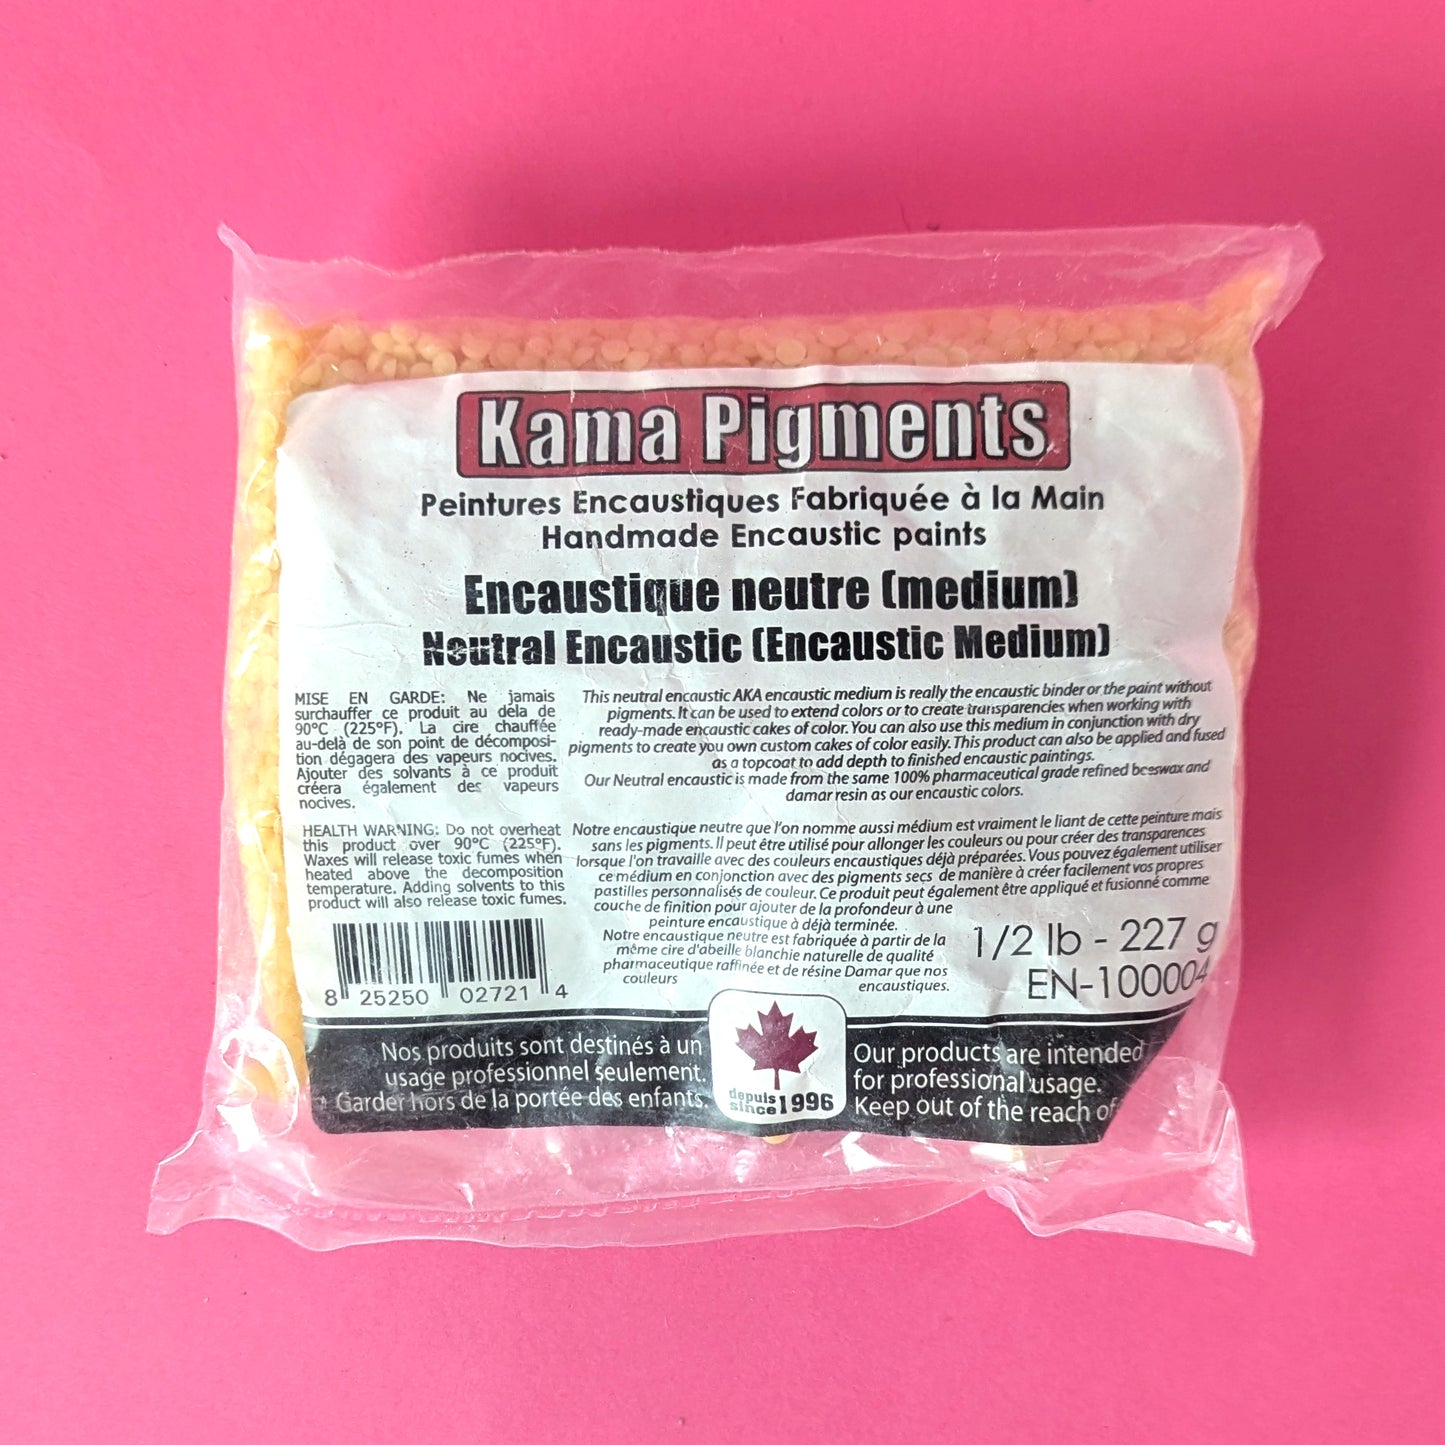 Kama Pigments
Peintures Encaustiques Fabriquée à la Main
Handmade Encaustic paints
Encaustique neutre (medium)
Neutral Encaustic (Encaustic Medium)
MISE EN GARDE: Ne jamais
surchauffer ce produit au dela de
90°C (225°F). La cire chauffée
au-delà de son point de décomposi-
tion dégagera des vapeurs nocives.
Ajouter des solvants à ce produit
créera également des vapeurs
nocives.
HEALTH WARNING: Do not overheat
this product over 90°C (225°F).
Waxes will release toxic fumes when
heated above the decomposition
temperature. Adding solvents to this
product will also release toxic fumes.
This neutral encaustic AKA encaustic medium is really the encaustic binder or the paint without
pigments. It can be used to extend colors or to create transparencies when working with
ready-made encaustic cakes of color. You can also use this medium in conjunction with dry
pigments to create you own custom cakes of color easily. This product can also be applied and fused
as a topcoat to add depth to finished encaustic paintings.
Our Neutral encaustic is made from the same 100% pharmaceutical grade refined beeswax and
damar resin as our encaustic colors.
Notre encaustique neutre que l'on nomme aussi médium est vraiment le liant de cette peinture mais
sans les pigments. Il peut être utilisé pour allonger les couleurs ou pour créer des transparences
lorsque l'on travaille avec des couleurs encaustiques déjà préparées. Vous pouvez également utiliser
ce médium en conjonction avec des pigments secs de manière à créer facilement vos propres
pastilles personnalisés de couleur. Ce produit peut également être appliqué et fusionné comme
couche de finition pour ajouter de la profondeur à une
peinture encaustique à déjà terminée.
Notre encaustique neutre est fabriquée à partir de la
même cire d'abeille blanchie naturelle de qualité
pharmaceutique raffinée et de résine Damar que nos
couleurs encaustiques.
1/2 lb - 227 g
EN-100004
8 25250 02721 4
Nos produits sont destinés à un
usage professionnel seulement.
Garder hors de la portée des enfants.
depuis
since 1996
Our products are intended
for professional usage.
Keep out of the reach of